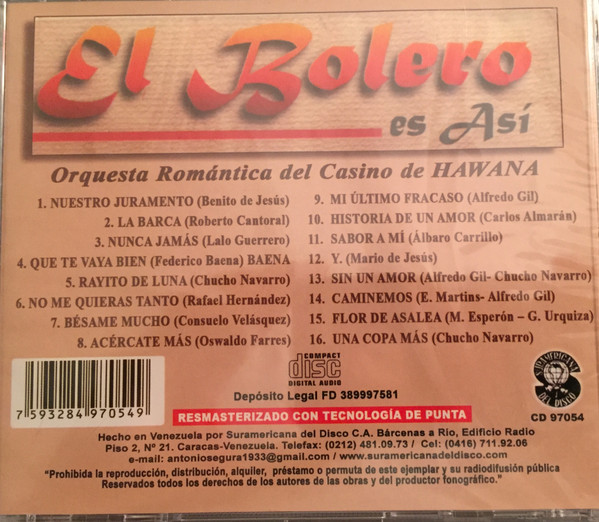 El Bolero
es Así
Orquesta Romántica del Casino de HAWANA
1. NUESTRO JURAMENTO (Benito de Jesús)
2. LA BARCA (Roberto Cantoral)
3. NUNCA JAMÁS (Lalo Guerrero)
4. QUE TE VAYA BIEN (Federico Baena) BAENA
5. RAYITO DE LUNA (Chucho Navarro)
6. NO ME QUIERAS TANTO (Rafael Hernández)
7. BÉSAME MUCHO (Consuelo Velásquez)
8. ACÉRCATE MÁS (Oswaldo Farres)
9. MI ÚLTIMO FRACASO (Alfredo Gil)
10. HISTORIA DE UN AMOR (Carlos Almarán)
11. SABOR A MÍ (Álbaro Carrillo)
12. Y. (Mario de Jesús)
13. SIN UN AMOR (Alfredo Gil- Chucho Navarro)
14. CAMINEMOS (E. Martins- Alfredo Gil)
15. FLOR DE ASALEA (M. Esperón – G. Urquiza)
16. UNA COPA MÁS (Chucho Navarro)
7 593284 970549
COMPACT
disc
DIGITAL AUDIO
SURAMERICANA
DEL DISCO
CD 97054
Depósito Legal FD 389997581
RESMASTERIZADO CON TECNOLOGÍA DE PUNTA
Hecho en Venezuela por Suramericana del Disco C.A. Bárcenas a Río, Edificio Radio
Piso 2, Nº 21. Caracas-Venezuela. Telefax: (0212) 481.09.73 / Cel: (0416) 711.92.06
e-mail: antoniosegura1933@gmail.com / www.suramericanadeldisco.com
"Prohibida la reproducción, distribución, alquiler, préstamo o permuta de este ejemplar y su radiodifusión pública
Reservados todos los derechos de los autores de las obras y del productor fonográfico."